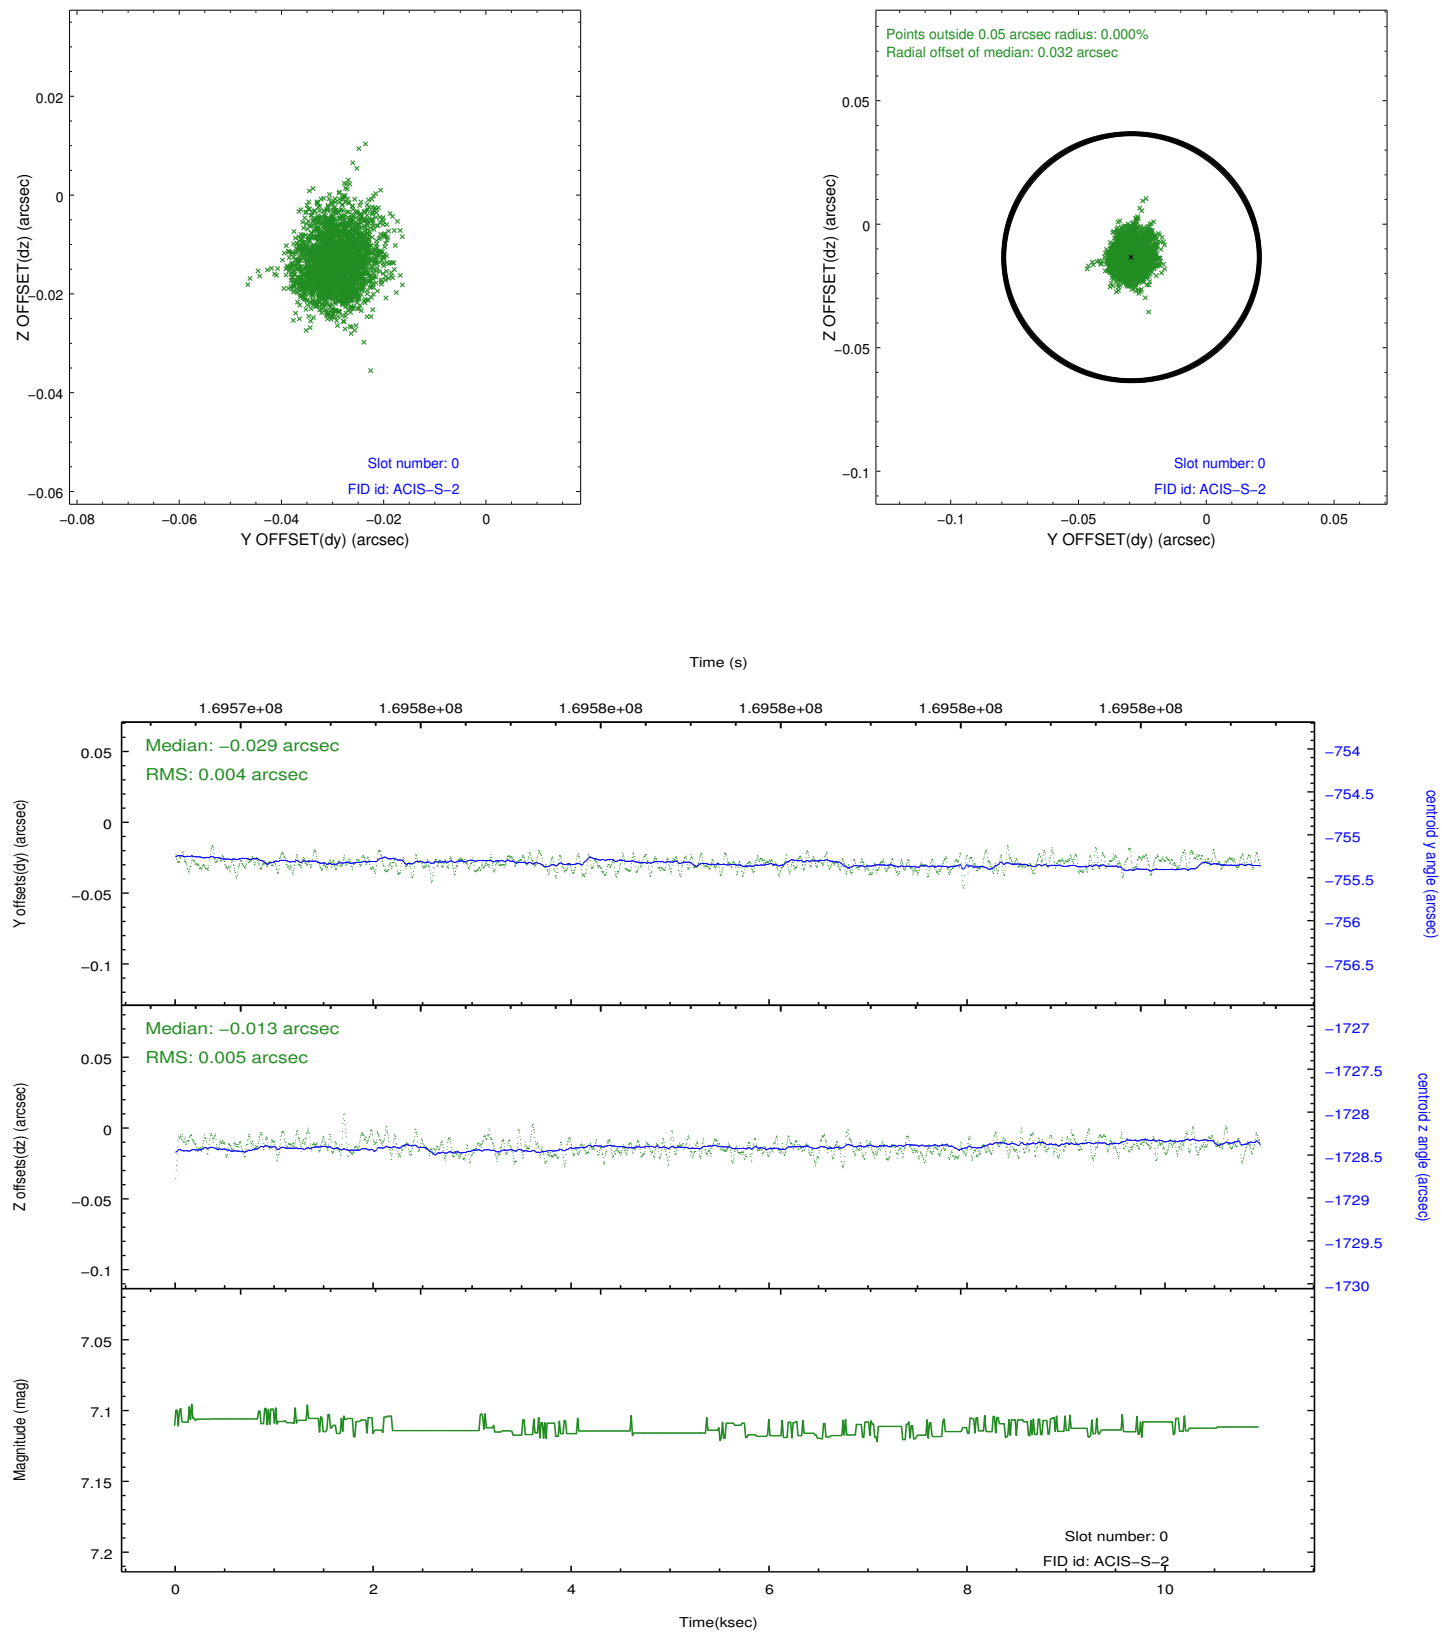 0.02
0
−0.02
−0.04
−0.06
Z OFFSET(dz) (arcsec)
Slot number: 0
FID id: ACIS−S−2
−0.08
−0.06
−0.04
−0.02
0
Y OFFSET(dy) (arcsec)
Points outside 0.05 arcsec radius: 0.000%
Radial offset of median: 0.032 arcsec
0.05
0
−0.05
−0.1
Z OFFSET(dz) (arcsec)
Slot number: 0
FID id: ACIS−S−2
−0.1
−0.05
0
0.05
Y OFFSET(dy) (arcsec)
Time (s)
1.6957e+08
1.6958e+08
1.6958e+08
1.6958e+08
1.6958e+08
1.6958e+08
Median: −0.029 arcsec
RMS: 0.004 arcsec
0.05
0
−0.05
−0.1
Y offsets(dy) (arcsec)
−754
−754.5
−755
−755.5
−756
−756.5
centroid y angle (arcsec)
Median: −0.013 arcsec
RMS: 0.005 arcsec
0.05
0
−0.05
−0.1
Z offsets(dz) (arcsec)
−1727
−1727.5
−1728
−1728.5
−1729
−1729.5
−1730
centroid z angle (arcsec)
7.05
7.1
7.15
7.2
Magnitude (mag)
Slot number: 0
FID id: ACIS−S−2
0
2
4
6
8
10
Time(ksec)